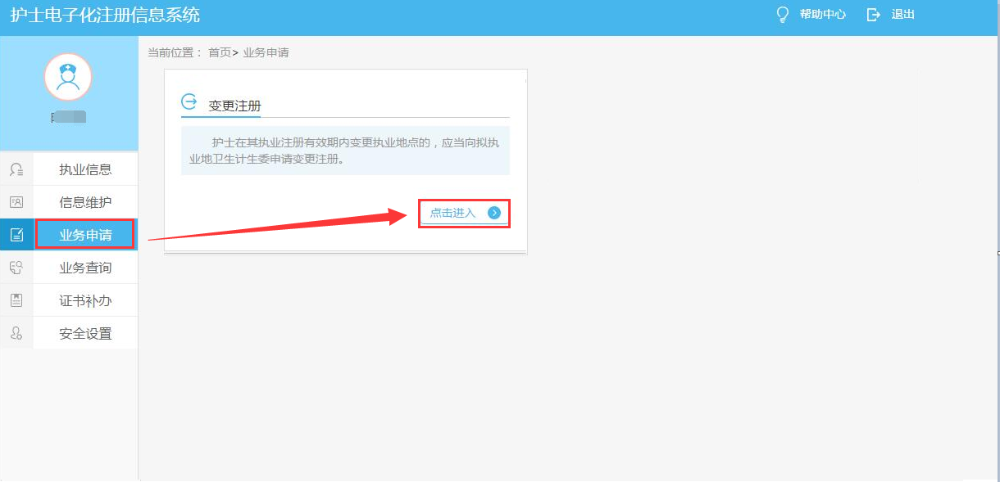 护士电子化注册信息系统
帮助中心
退出
当前位置： 首页> 业务申请
变更注册
护士在其执业注册有效期内变更执业地点的，应当向拟执
业地卫生计生委申请变更注册。
点击进入
执业信息
信息维护
业务申请
业务查询
证书补办
安全设置